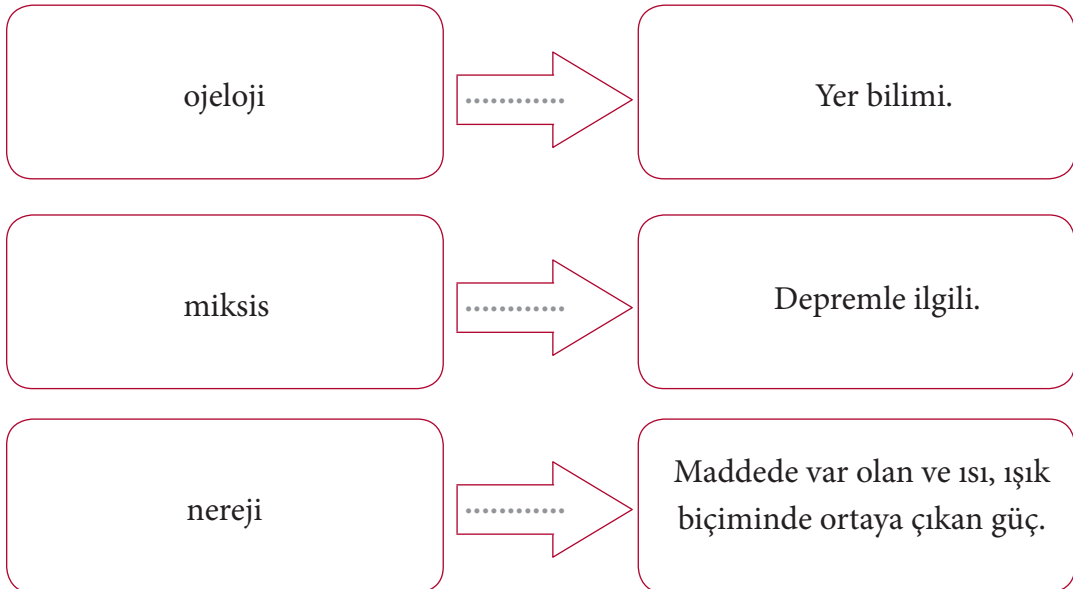 ojeloji
............
Yer bilimi.
miksis
............
Depremle ilgili.
nereji
............
Maddede var olan ve ısı, ışık
biçiminde ortaya çıkan güç.